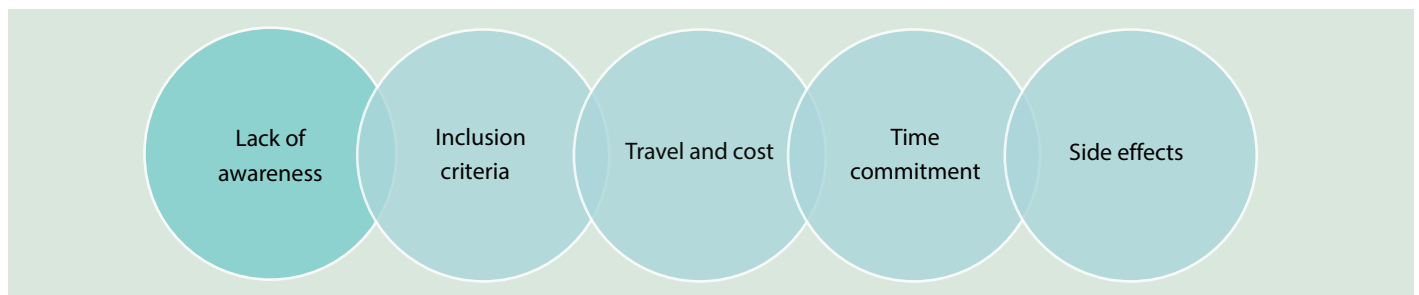 Lack of
awareness
Inclusion
criteria
Travel and cost
Time
commitment
Side effects